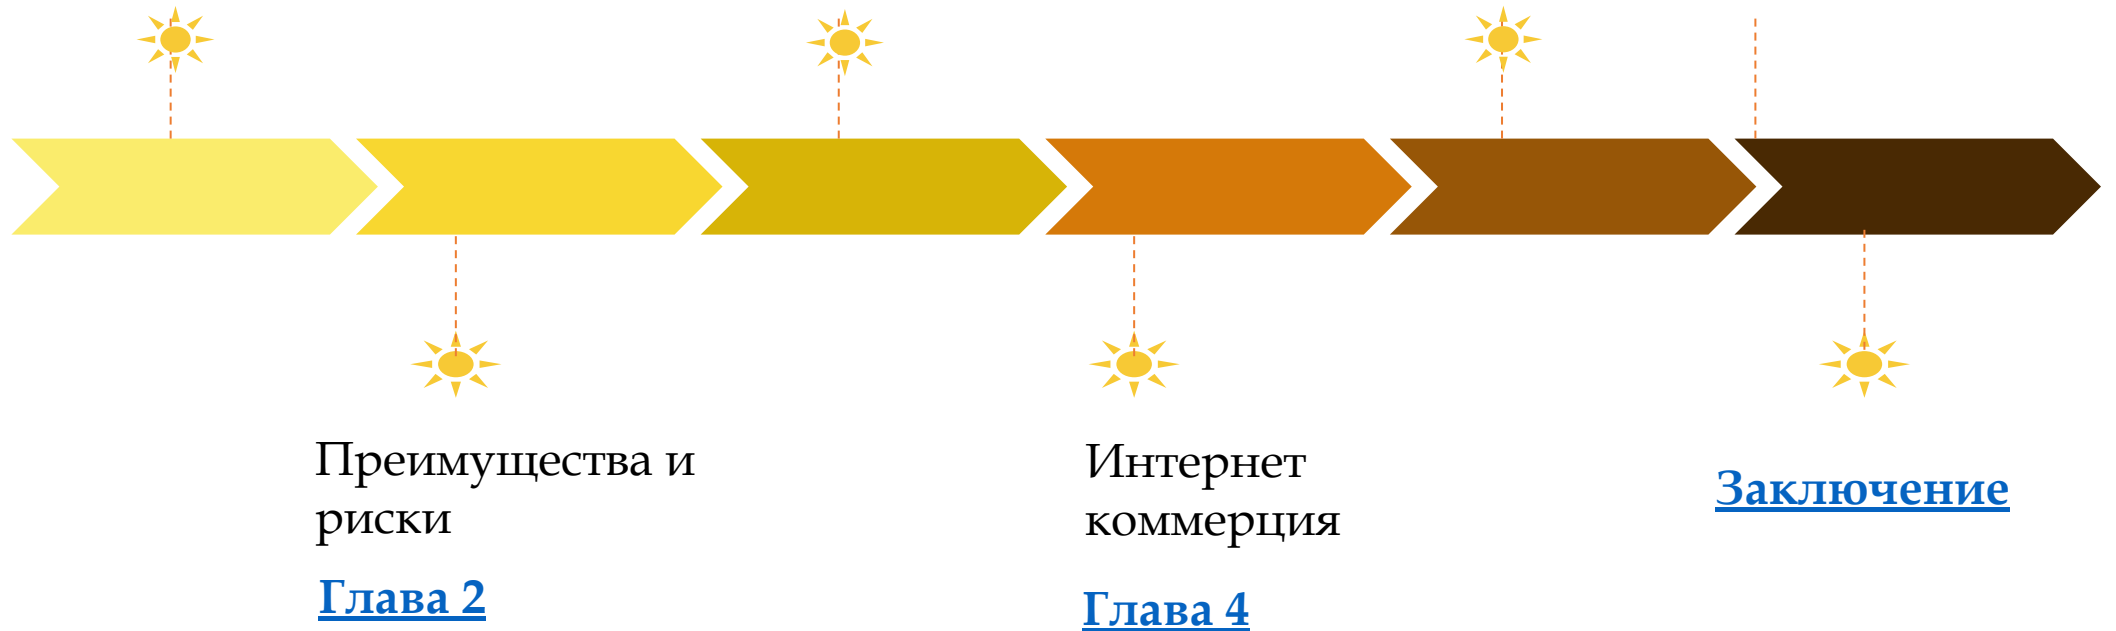 Преимущества и
риски
Глава 2
Интернет
коммерция
Глава 4
Заключение